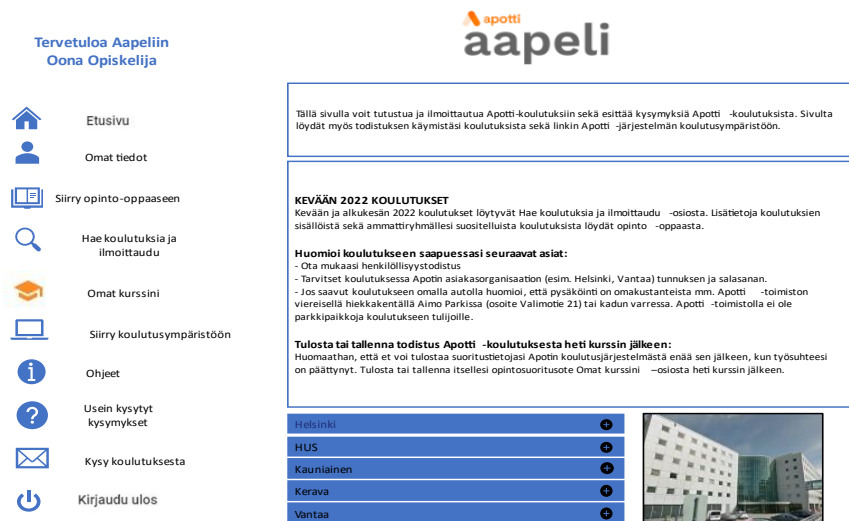 apotti
aapeli
Tervetuloa Aapeliin
Oona Opiskelija
Etusivu
Omat tiedot
Siirry opinto-oppaaseen
Hae koulutuksia ja
ilmoittaudu
Omat kurssini
Siirry koulutusympäristöön
Ohjeet
Usein kysytyt
kysymykset
Kysy koulutuksesta
Kirjaudu ulos
Tällä sivulla voit tutustua ja ilmoittautua Apotti-koulutuksiin sekä esittää kysymyksiä Apotti -koulutuksista. Sivulta
löydät myös todistuksen käymistäsi koulutuksista sekä linkin Apotti -järjestelmän koulutusympäristöön.
KEVÄÄN 2022 KOULUTUKSET
Kevään ja alkukesän 2022 koulutukset löytyvät Hae koulutuksia ja ilmoittaudu -osiosta. Lisätietoja koulutuksien
sisällöistä sekä ammattiryhmällesi suositelluista koulutuksista löydät opinto -oppaasta.
Huomioi koulutukseen saapuessasi seuraavat asiat:
- Ota mukaasi henkilöllisyystodistus
- Tarvitset koulutuksessa Apotin asiakasorganisaation (esim. Helsinki, Vantaa) tunnuksen ja salasanan.
- Jos saavut koulutukseen omalla autolla huomioi, että pysäköinti on omakustanteista mm. Apotti -toimiston
viereisellä hiekkakentällä Aimo Parkissa (osoite Valimotie 21) tai kadun varressa. Apotti -toimistolla ei ole
parkkipaikkoja koulutukseen tulijoille.
Tulosta tai tallenna todistus Apotti -koulutuksesta heti kurssin jälkeen:
Huomaathan, että et voi tulostaa suoritustietojasi Apotin koulutusjärjestelmästä enää sen jälkeen, kun työsuhteesi
on päättynyt. Tulosta tai tallenna itsellesi opintosuoritusote Omat kurssini –osiosta heti kurssin jälkeen.
Helsinki
HUS
Kauniainen
Kerava
Vantaa